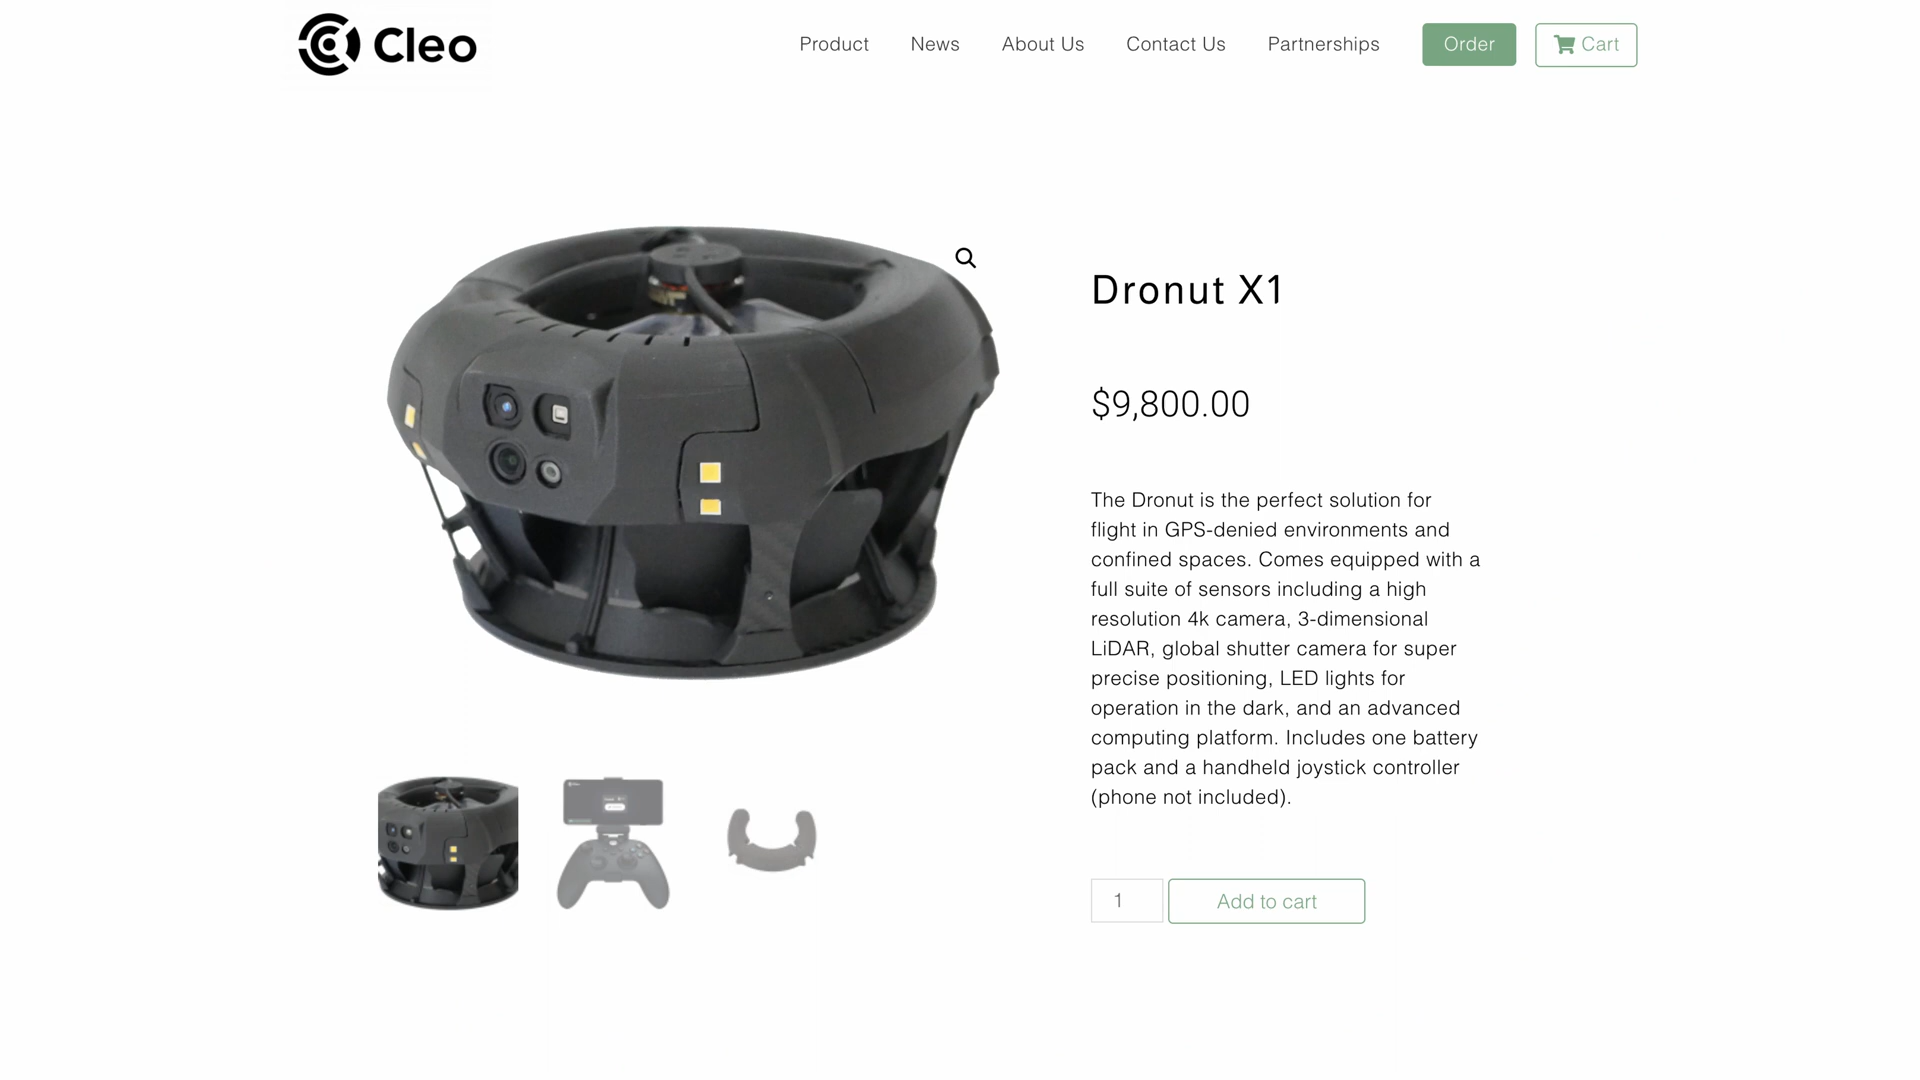 Cleo
Product News About Us Contact Us Partnerships Order Cart
Dronut X1
$9,800.00
The Dronut is the perfect solution for
flight in GPS-denied environments and
confined spaces. Comes equipped with a
full suite of sensors including a high
resolution 4k camera, 3-dimensional
LiDAR, global shutter camera for super
precise positioning, LED lights for
operation in the dark, and an advanced
computing platform. Includes one battery
pack and a handheld joystick controller
(phone not included).
1 Add to cart